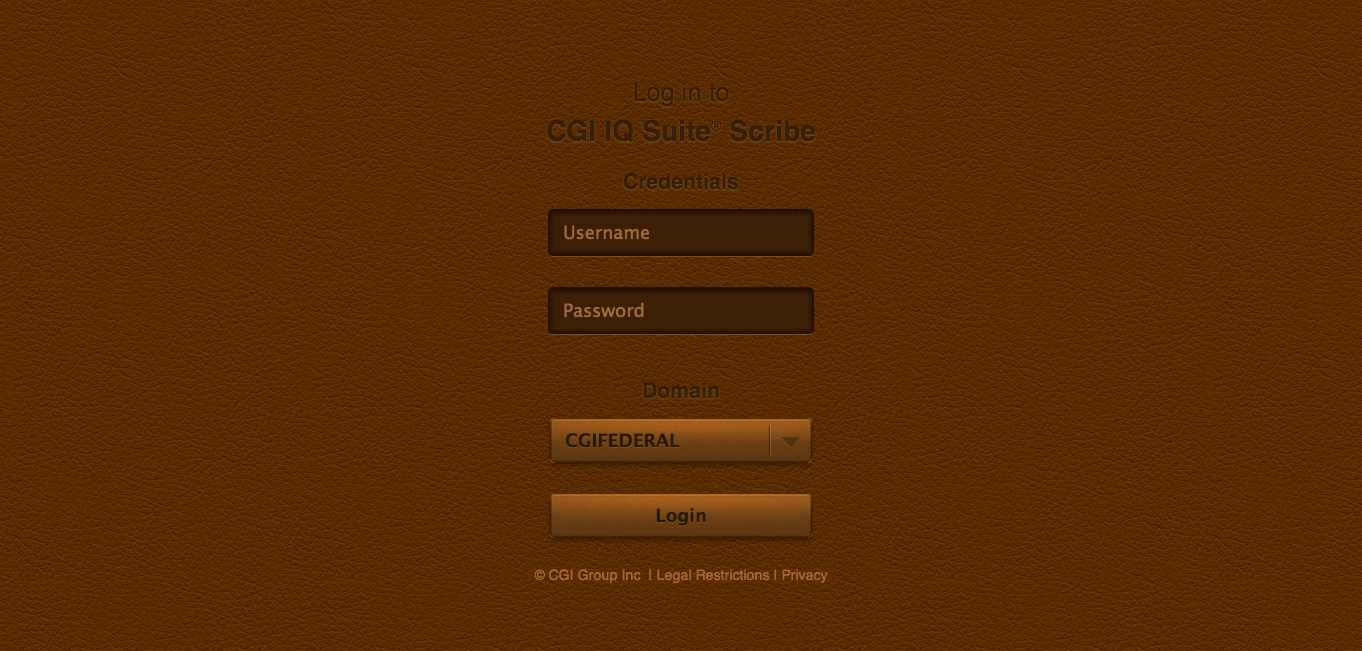 Log in to
CGI IQ Suite® Scribe
Credentials
Username
Password
Domain
CGIFEDERAL
Login
© CGI Group Inc | Legal Restrictions | Privacy